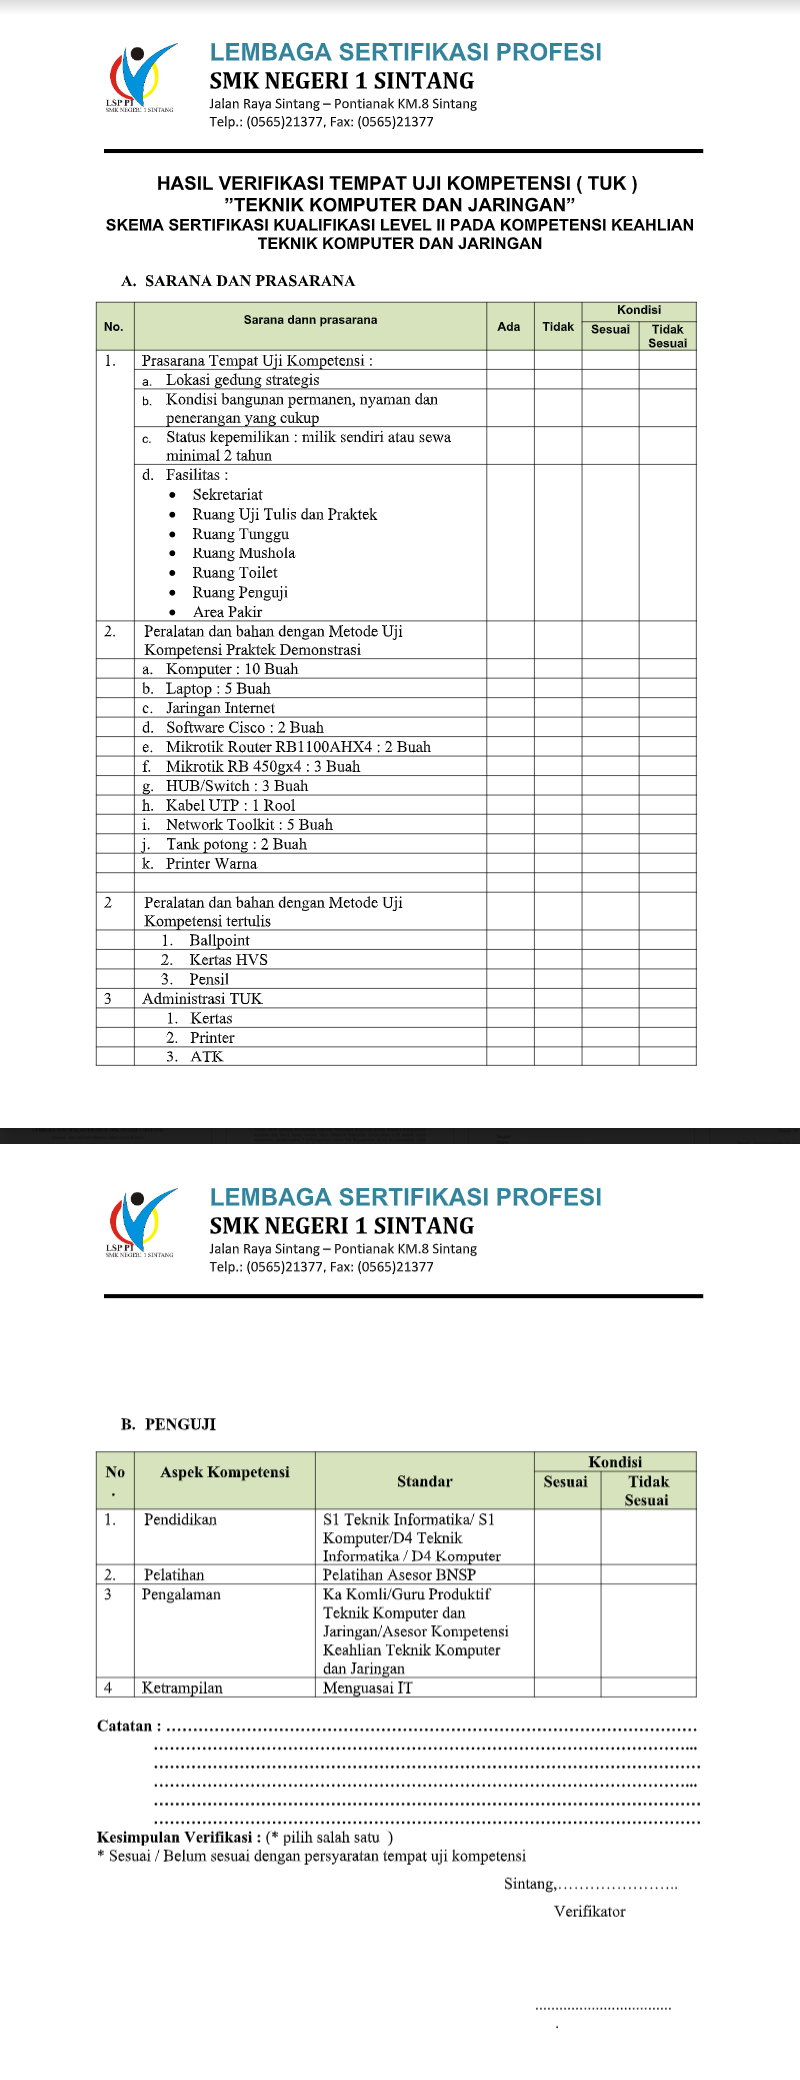 LSP P1
SMK NEGERI 1 SINTANG
LEMBAGA SERTIFIKASI PROFESI
SMK NEGERI 1 SINTANG
Jalan Raya Sintang – Pontianak KM.8 Sintang
Telp.: (0565)21377, Fax: (0565)21377
HASIL VERIFIKASI TEMPAT UJI KOMPETENSI ( TUK )
”TEKNIK KOMPUTER DAN JARINGAN”
SKEMA SERTIFIKASI KUALIFIKASI LEVEL II PADA KOMPETENSI KEAHLIAN
TEKNIK KOMPUTER DAN JARINGAN
A. SARANA DAN PRASARANA
No. Sarana dann prasarana Ada Tidak Kondisi
Sesuai Tidak
Sesuai
1. Prasarana Tempat Uji Kompetensi :
a. Lokasi gedung strategis
b. Kondisi bangunan permanen, nyaman dan
penerangan yang cukup
c. Status kepemilikan : milik sendiri atau sewa
minimal 2 tahun
d. Fasilitas :
• Sekretariat
• Ruang Uji Tulis dan Praktek
• Ruang Tunggu
• Ruang Mushola
• Ruang Toilet
• Ruang Penguji
• Area Pakir
2. Peralatan dan bahan dengan Metode Uji
Kompetensi Praktek Demonstrasi
a. Komputer : 10 Buah
b. Laptop : 5 Buah
c. Jaringan Internet
d. Software Cisco : 2 Buah
e. Mikrotik Router RB1100AHX4 : 2 Buah
f. Mikrotik RB 450gx4 : 3 Buah
g. HUB/Switch : 3 Buah
h. Kabel UTP : 1 Rool
i. Network Toolkit : 5 Buah
j. Tank potong : 2 Buah
k. Printer Warna
2 Peralatan dan bahan dengan Metode Uji
Kompetensi tertulis
1. Ballpoint
2. Kertas HVS
3. Pensil
3 Administrasi TUK
1. Kertas
2. Printer
3. ATK
LSP P1
SMK NEGERI 1 SINTANG
LEMBAGA SERTIFIKASI PROFESI
SMK NEGERI 1 SINTANG
Jalan Raya Sintang – Pontianak KM.8 Sintang
Telp.: (0565)21377, Fax: (0565)21377
B. PENGUJI
No
. Aspek Kompetensi Standar Kondisi
Sesuai Tidak
Sesuai
1. Pendidikan S1 Teknik Informatika/ S1
Komputer/D4 Teknik
Informatika / D4 Komputer
2. Pelatihan Pelatihan Asesor BNSP
3 Pengalaman Ka Komli/Guru Produktif
Teknik Komputer dan
Jaringan/Asesor Kompetensi
Keahlian Teknik Komputer
dan Jaringan
4 Ketrampilan Menguasai IT
Catatan : ……………………………………………………………………………………
……………………………………………………………………………………...
………………………………………………………………………………………
……………………………………………………………………………………...
………………………………………………………………………………………
………………………………………………………………………………………
Kesimpulan Verifikasi : (* pilih salah satu )
* Sesuai / Belum sesuai dengan persyaratan tempat uji kompetensi
Sintang,…………………..
Verifikator
..................................
.